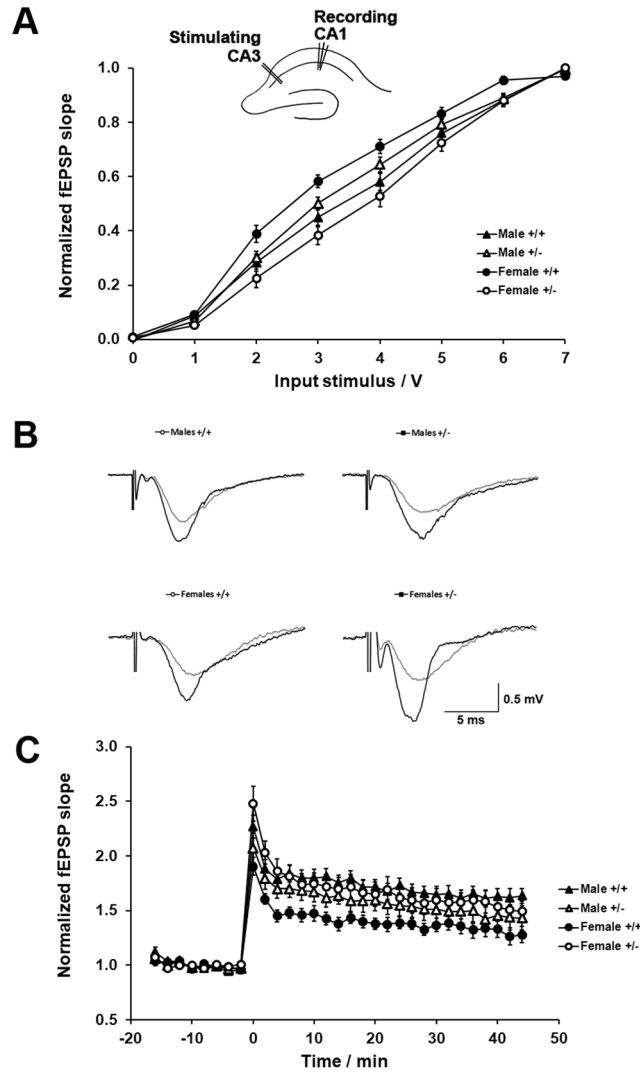 A
Recording
CA1
Stimulating
CA3
Normalized fEPSP slope
1.0
0.8
0.6
0.4
0.2
0.0
Male +/+
Male +/-
Female +/+
Female +/-
0 1 2 3 4 5 6 7
Input stimulus / V
B
Males +/+
Males +/-
Females +/+
Females +/-
0.5 mV
5 ms
C
Normalized fEPSP slope
3.0
2.5
2.0
1.5
1.0
0.5
Male +/+
Male +/-
Female +/+
Female +/-
-20 -10 0 10 20 30 40 50
Time / min